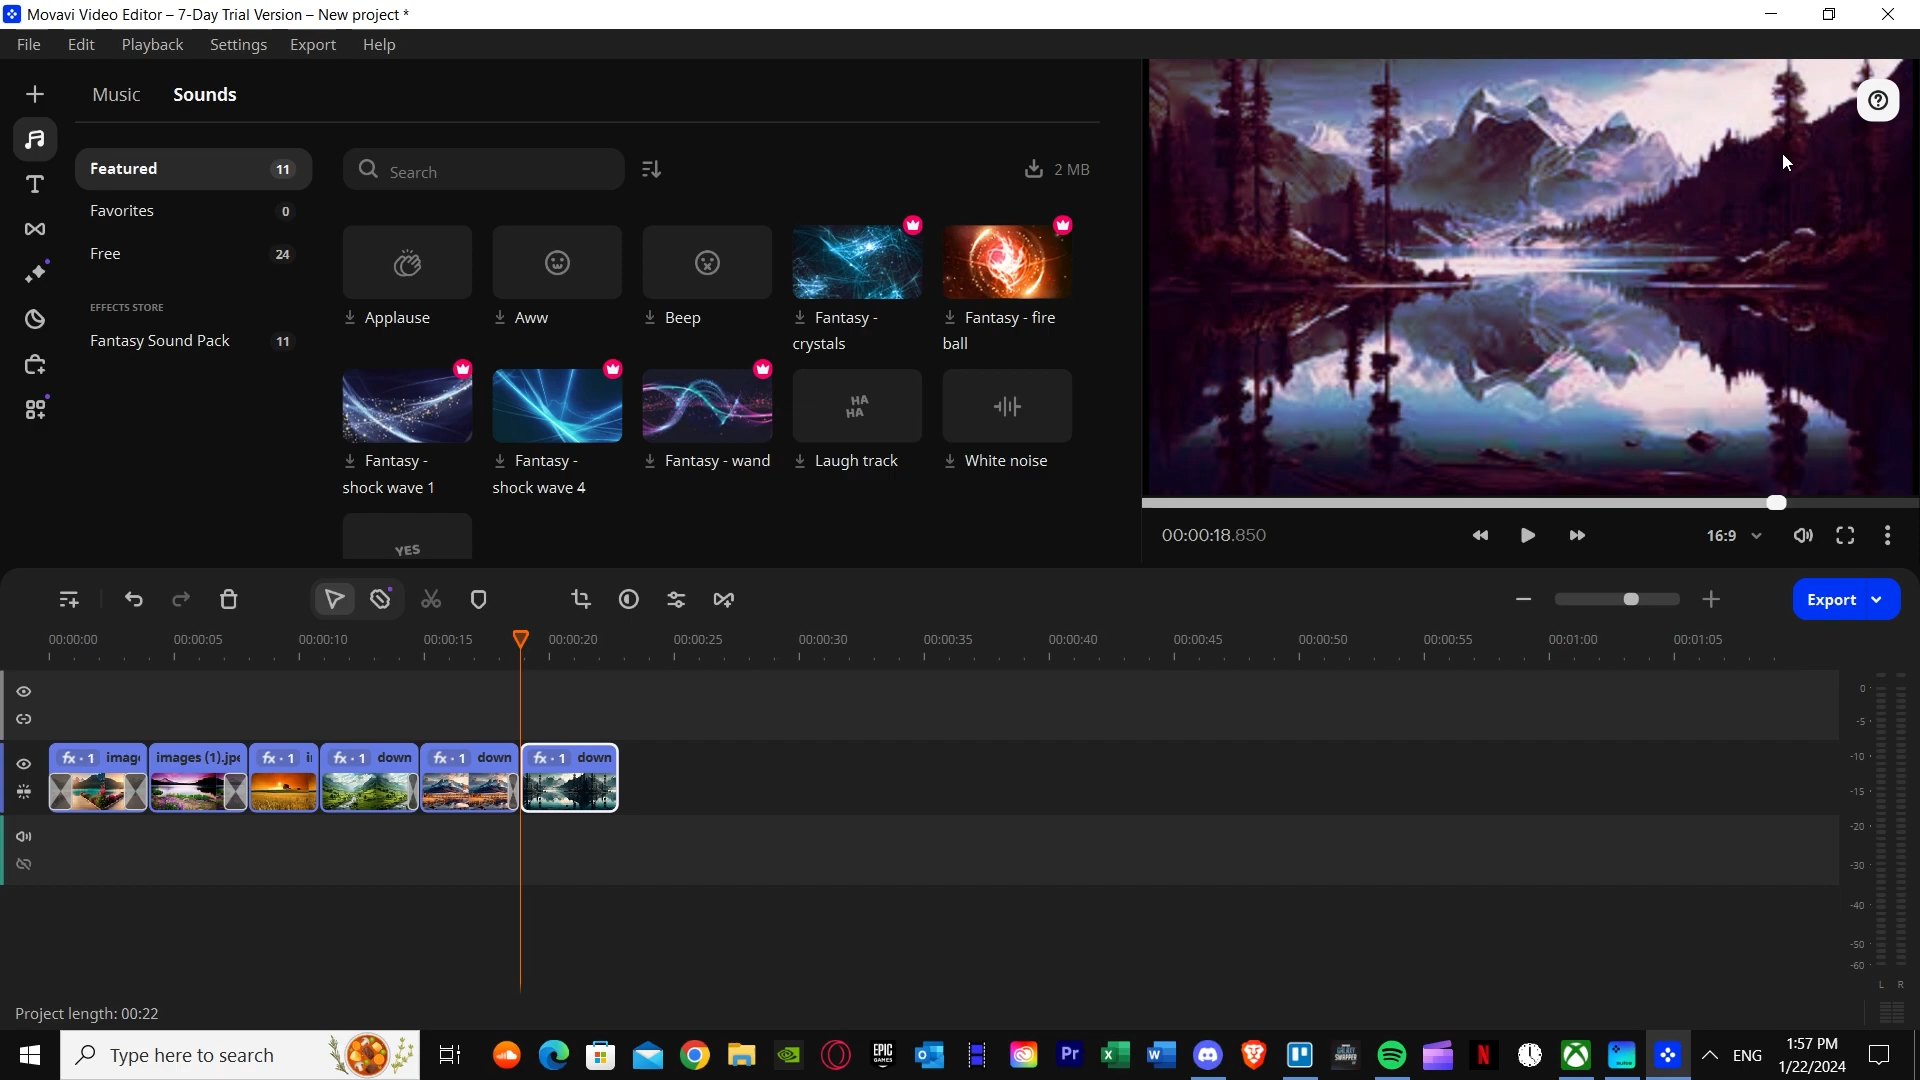 Movavi Video Editor – 7-Day Trial Version – New project *
File Edit Playback Settings Export Help
Music Sounds
Featured 11
Favorites 0
Free 24
EFFECTS STORE
Fantasy Sound Pack 11
Search
2 MB
Applause
Aww
Beep
Fantasy - crystals
Fantasy - fire ball
HA HA
Fantasy - shock wave 1
Fantasy - shock wave 4
Fantasy - wand
Laugh track
White noise
YES
00:00:18.850
16:9
Export
00:00:00 00:00:05 00:00:10 00:00:15 00:00:20 00:00:25 00:00:30 00:00:35 00:00:40 00:00:45 00:00:50 00:00:55 00:01:00 00:01:05
fx · 1 imag
images (1).jpe
fx · 1 i
fx · 1 down
fx · 1 down
fx · 1 down
0
-5
-10
-15
-20
-30
-40
-50
-60
L R
Project length: 00:22
Type here to search
EPIC GAMES
Pr
ENG
1:57 PM
1/22/2024